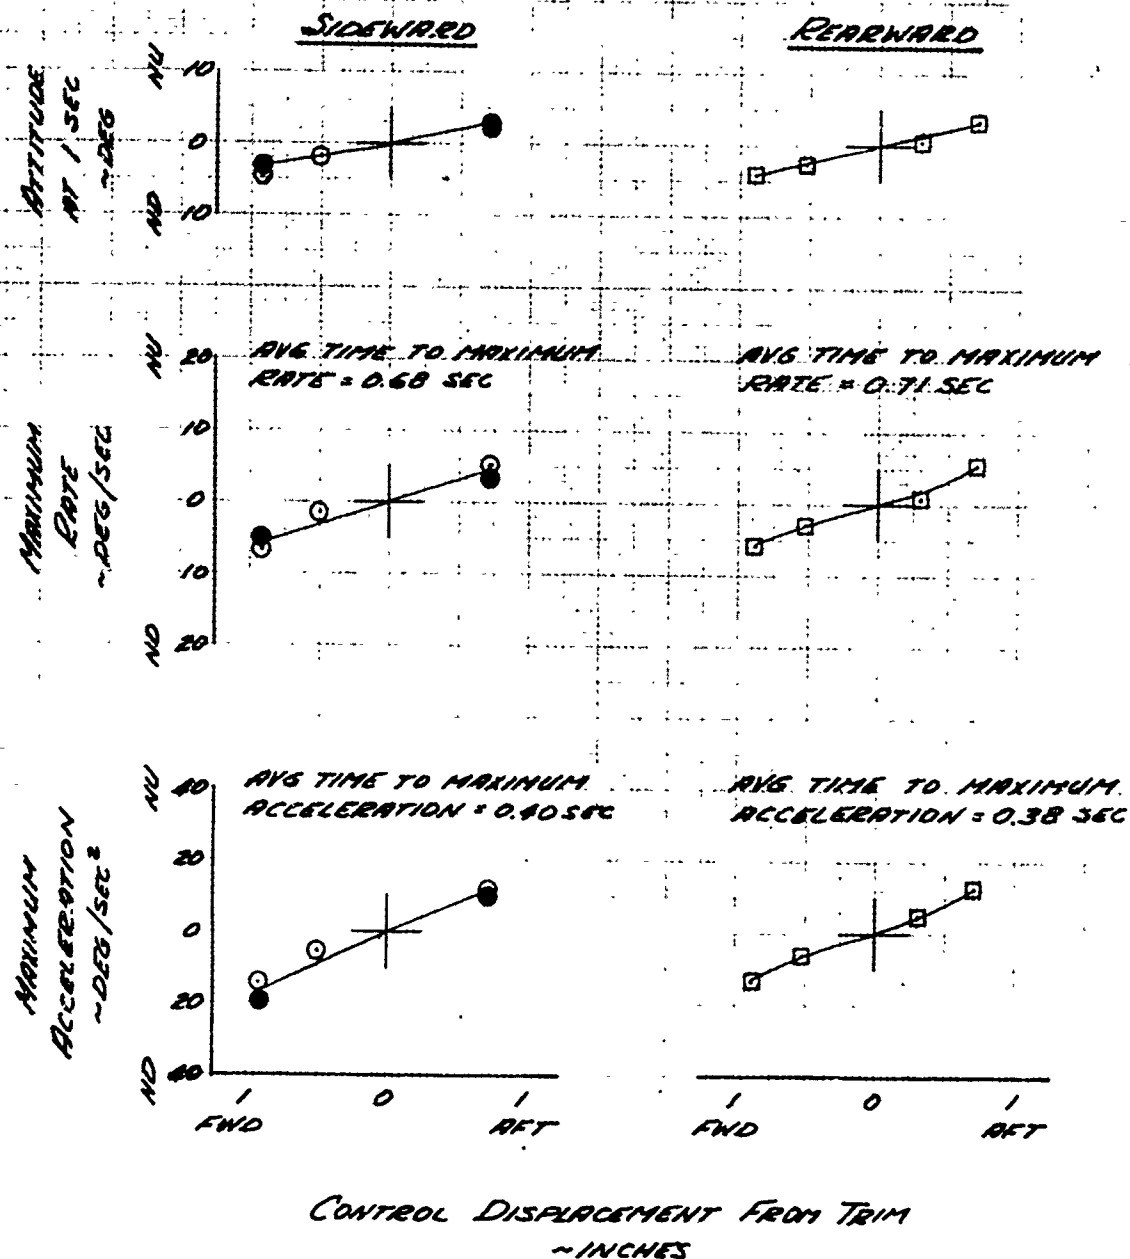 SIDEWARD
REARWARD
ATTITUDE
AT 1 SEC
~DEG
NU
ND
10
0
10
MAXIMUM
RATE
~DEG/SEC
NU
ND
20
10
0
10
20
AVG TIME TO MAXIMUM
RATE = 0.68 SEC
AVG TIME TO MAXIMUM
RATE = 0.71 SEC
MAXIMUM
ACCELERATION
~DEG/SEC²
NU
ND
40
20
0
20
40
AVG TIME TO MAXIMUM
ACCELERATION = 0.40 SEC
AVG TIME TO MAXIMUM
ACCELERATION = 0.38 SEC
1 0 1
FWD AFT
1 0 1
FWD AFT
CONTROL DISPLACEMENT FROM TRIM
~INCHES